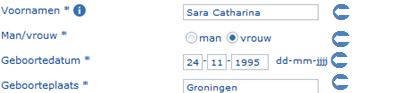 Voornamen * i Sara Catharina
Man/vrouw * man vrouw
Geboortedatum * 24 - 11 - 1995 dd-mm-jjjj
Geboorteplaats * Groningen